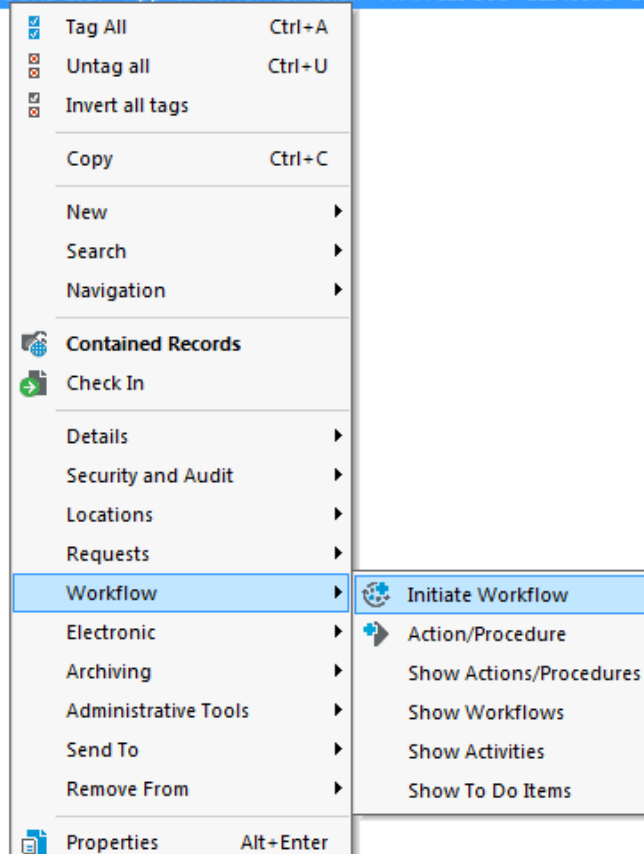 Tag All Ctrl+A
Untag all Ctrl+U
Invert all tags
Copy Ctrl+C
New
Search
Navigation
Contained Records
Check In
Details
Security and Audit
Locations
Requests
Workflow
Initiate Workflow
Electronic
Action/Procedure
Archiving
Show Actions/Procedures
Administrative Tools
Show Workflows
Send To
Show Activities
Remove From
Show To Do Items
Properties Alt+Enter